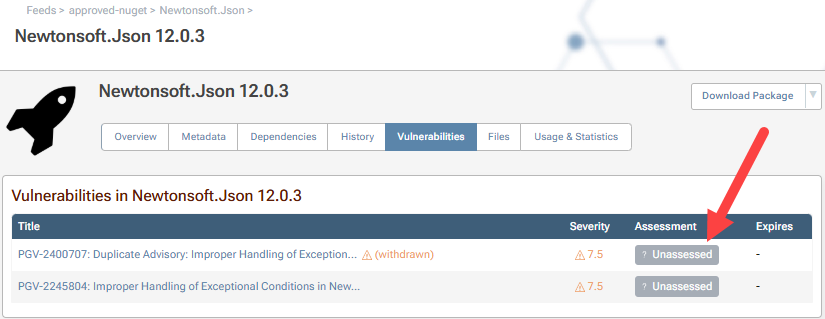 Feeds > approved-nuget > Newtonsoft.Json >
Newtonsoft.Json 12.0.3
Newtonsoft.Json 12.0.3
Download Package
Overview Metadata Dependencies History Vulnerabilities Files Usage & Statistics
Vulnerabilities in Newtonsoft.Json 12.0.3
Title Severity Assessment Expires
PGV-2400707: Duplicate Advisory: Improper Handling of Exception... (withdrawn) 7.5 ? Unassessed -
PGV-2245804: Improper Handling of Exceptional Conditions in New... 7.5 ? Unassessed -